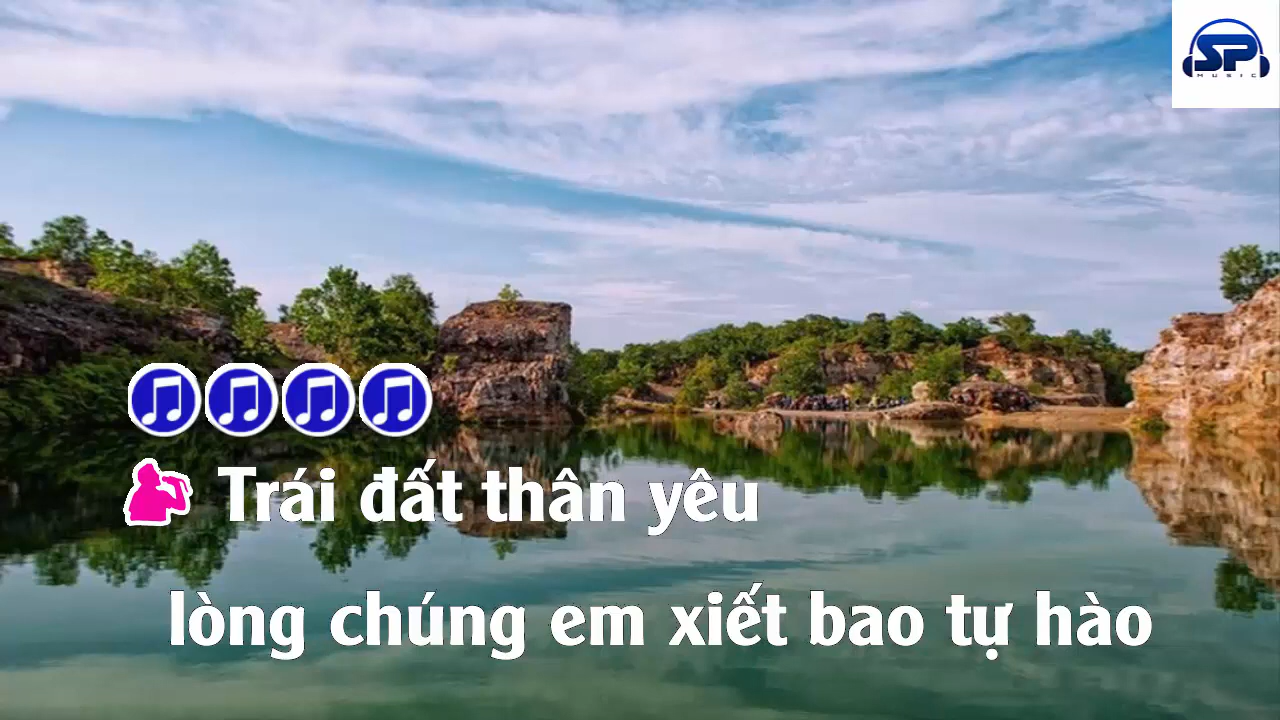 SP
MUSIC
Trái đất thân yêu
lòng chúng em xiết bao tự hào